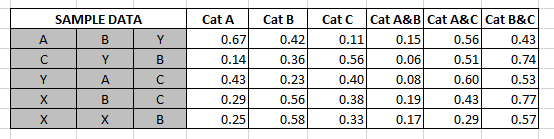 SAMPLE DATA Cat A Cat B Cat C Cat A&B Cat A&C Cat B&C
A B Y 0.67 0.42 0.11 0.15 0.56 0.43
C Y B 0.14 0.36 0.56 0.06 0.51 0.74
Y A C 0.43 0.23 0.40 0.08 0.60 0.53
X B C 0.29 0.56 0.38 0.19 0.43 0.77
X X B 0.25 0.58 0.33 0.17 0.29 0.57